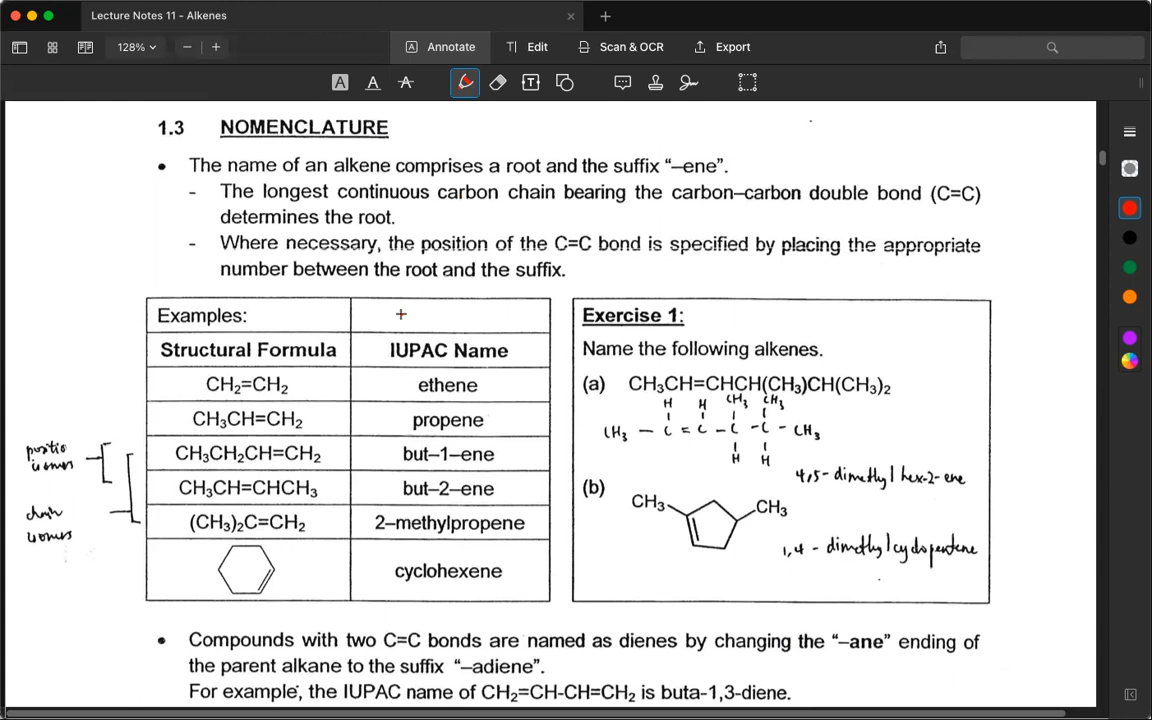 Lecture Notes 11 - Alkenes
128%
Annotate
Edit
Scan & OCR
Export
1.3 NOMENCLATURE
• The name of an alkene comprises a root and the suffix “–ene”.
- The longest continuous carbon chain bearing the carbon–carbon double bond (C=C)
determines the root.
- Where necessary, the position of the C=C bond is specified by placing the appropriate
number between the root and the suffix.
Examples:
Structural Formula IUPAC Name
CH₂=CH₂ ethene
CH₃CH=CH₂ propene
CH₃CH₂CH=CH₂ but–1–ene
CH₃CH=CHCH₃ but–2–ene
(CH₃)₂C=CH₂ 2–methylpropene
cyclohexene
Exercise 1:
Name the following alkenes.
(a) CH₃CH=CHCH(CH₃)CH(CH₃)₂
H H CH₃ CH₃
CH₃ – C = C – C – C – CH₃
H H
4,5-dimethylhex-2-ene
(b)
CH₃ CH₃
1,4-dimethylcyclopentene
• Compounds with two C=C bonds are named as dienes by changing the “–ane” ending of
the parent alkane to the suffix “–adiene”.
For example, the IUPAC name of CH₂=CH-CH=CH₂ is buta-1,3-diene.